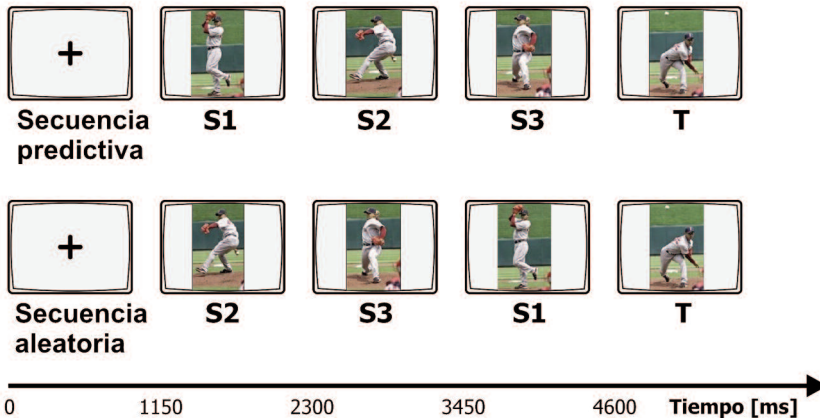 S1 S2 S3 T
Secuencia
predictiva
S2 S3 S1 T
Secuencia
aleatoria
0 1150 2300 3450 4600 Tiempo [ms]